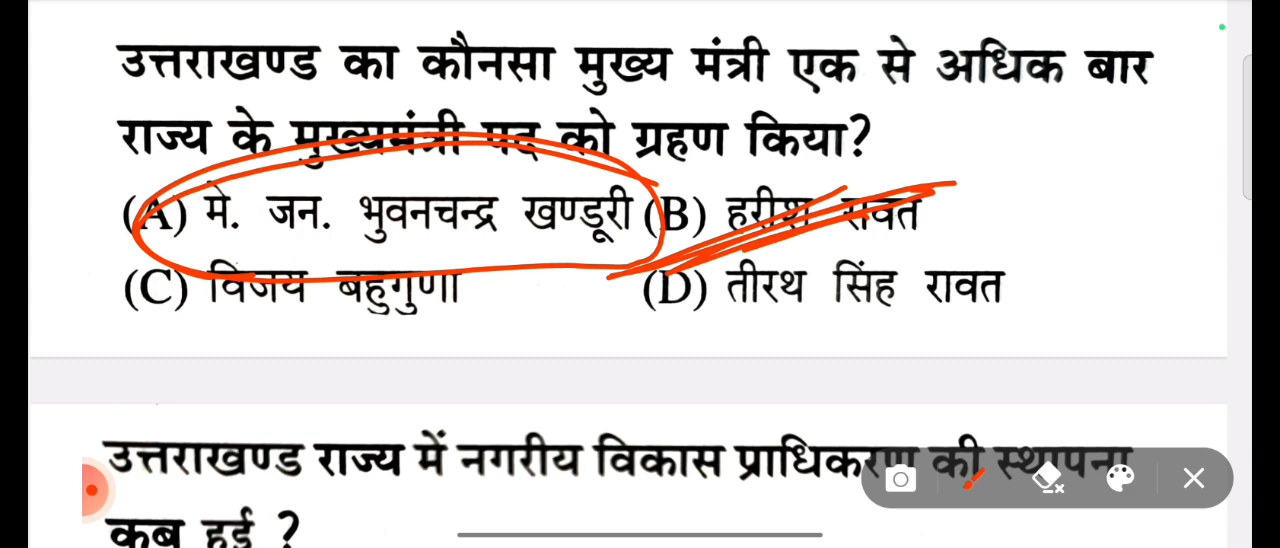 उत्तराखण्ड का कौनसा मुख्य मंत्री एक से अधिक बार
राज्य के मुख्यमंत्री पद को ग्रहण किया?
(A) मे. जन. भुवनचन्द्र खण्डूरी (B) हरीश रावत
(C) विजय बहुगुणा (D) तीरथ सिंह रावत
उत्तराखण्ड राज्य में नगरीय विकास प्राधिकरण की स्थापना
कब हुई ?